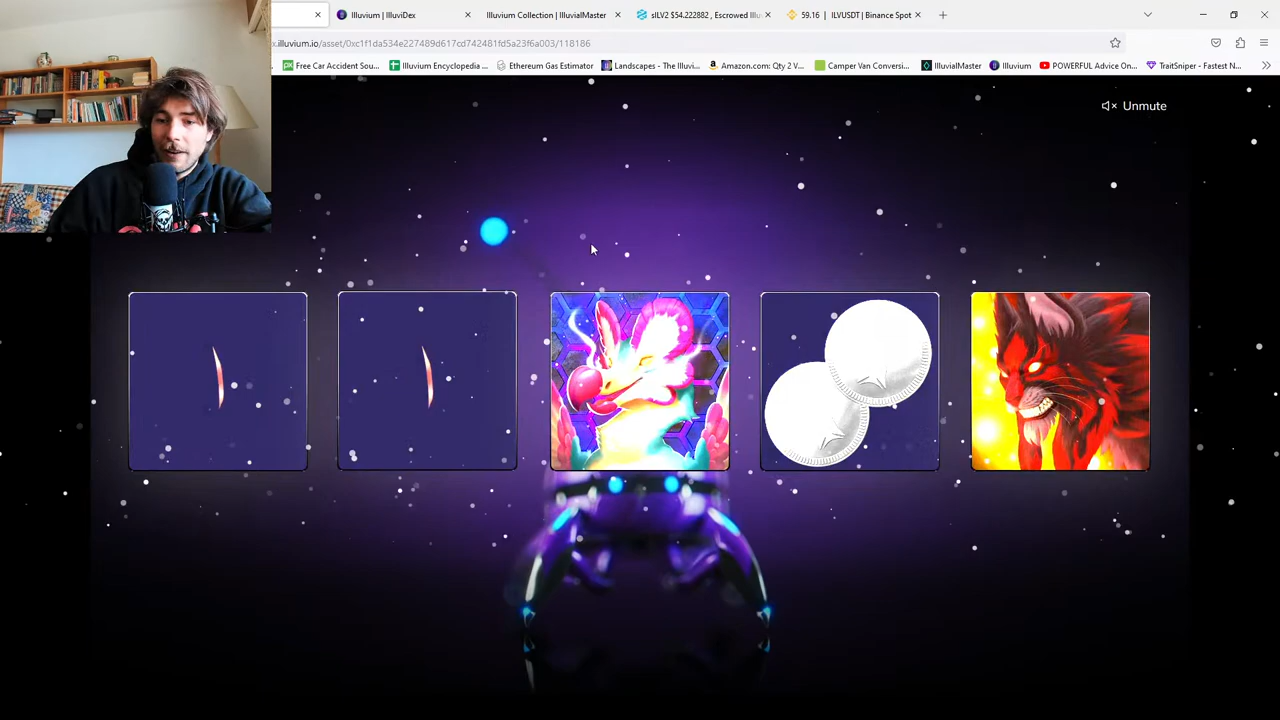 Illuvium | IlluviDex
Illuvium Collection | IlluvialMaster
sILV2 $54.222882 , Escrowed Illu
59.16 | ILVUSDT | Binance Spot
x.illuvium.io/asset/0xc1f1da534e227489d617cd742481fd5a23f6a003/118186
Free Car Accident Sou...
Illuvium Encyclopedia ...
Ethereum Gas Estimator
Landscapes - The Illuvi...
Amazon.com: Qty 2 V...
Camper Van Conversi...
IlluvialMaster
Illuvium
POWERFUL Advice On...
TraitSniper - Fastest N...
Unmute